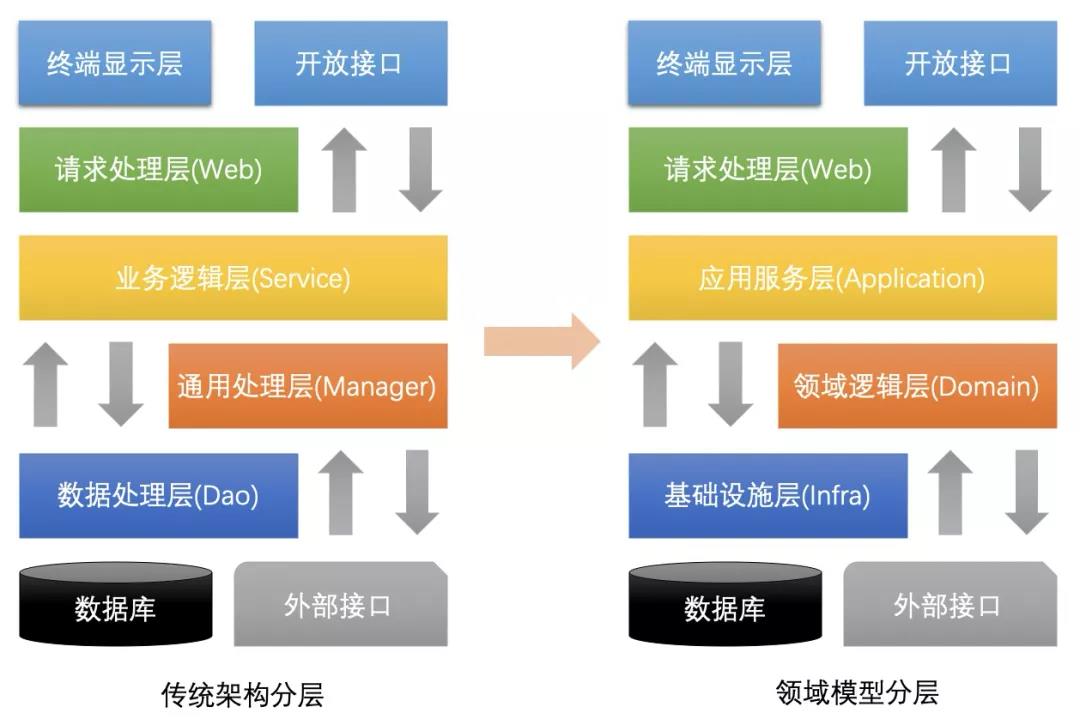 终端显示层
开放接口
请求处理层(Web)
业务逻辑层(Service)
通用处理层(Manager)
数据处理层(Dao)
数据库
外部接口
传统架构分层
终端显示层
开放接口
请求处理层(Web)
应用服务层(Application)
领域逻辑层(Domain)
基础设施层(Infra)
数据库
外部接口
领域模型分层